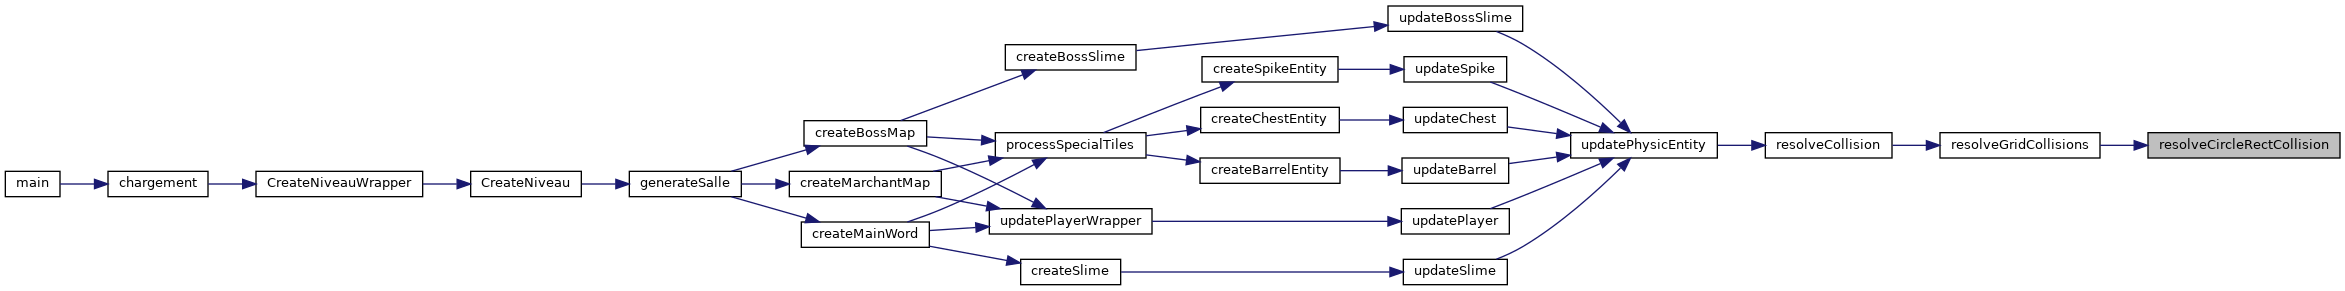 main
chargement
CreateNiveauWrapper
CreateNiveau
generateSalle
createBossMap
createMarchantMap
createMainWord
createBossSlime
processSpecialTiles
updatePlayerWrapper
createSlime
createSpikeEntity
createChestEntity
createBarrelEntity
updateBossSlime
updateSpike
updateChest
updateBarrel
updatePlayer
updateSlime
updatePhysicEntity
resolveCollision
resolveGridCollisions
resolveCircleRectCollision